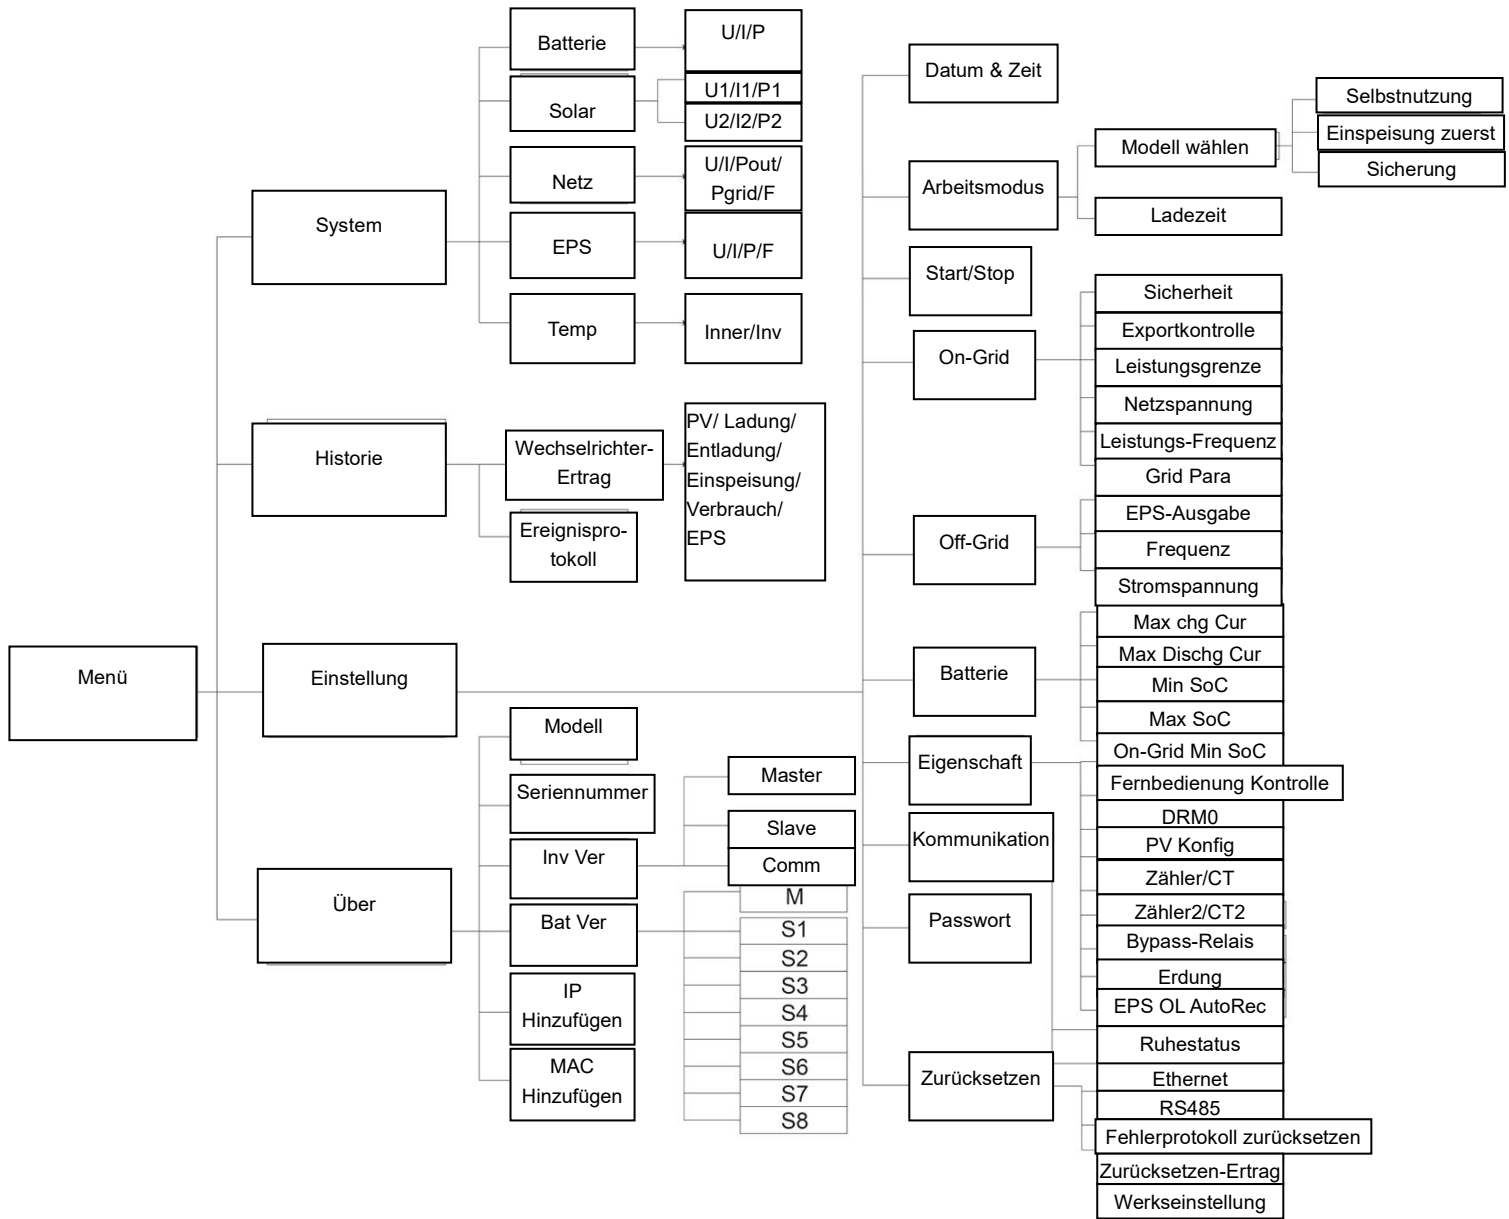 Menü
System
Batterie
U/I/P
Solar
U1/I1/P1
U2/I2/P2
Netz
U/I/Pout/
Pgrid/F
EPS
U/I/P/F
Temp
Inner/Inv
Historie
Wechselrichter-
Ertrag
PV/ Ladung/
Entladung/
Einspeisung/
Verbrauch/
EPS
Ereignispro-
tokoll
Einstellung
Datum & Zeit
Arbeitsmodus
Modell wählen
Selbstnutzung
Einspeisung zuerst
Sicherung
Ladezeit
Start/Stop
On-Grid
Sicherheit
Exportkontrolle
Leistungsgrenze
Netzspannung
Leistungs-Frequenz
Grid Para
Off-Grid
EPS-Ausgabe
Frequenz
Stromspannung
Batterie
Max chg Cur
Max Dischg Cur
Min SoC
Max SoC
On-Grid Min SoC
Eigenschaft
Fernbedienung Kontrolle
DRM0
PV Konfig
Zähler/CT
Zähler2/CT2
Bypass-Relais
Erdung
EPS OL AutoRec
Kommunikation
Ruhestatus
Ethernet
RS485
Passwort
Zurücksetzen
Fehlerprotokoll zurücksetzen
Zurücksetzen-Ertrag
Werkseinstellung
Über
Modell
Seriennummer
Inv Ver
Master
Slave
Comm
Bat Ver
M
S1
S2
S3
S4
S5
S6
S7
S8
IP
Hinzufügen
MAC
Hinzufügen